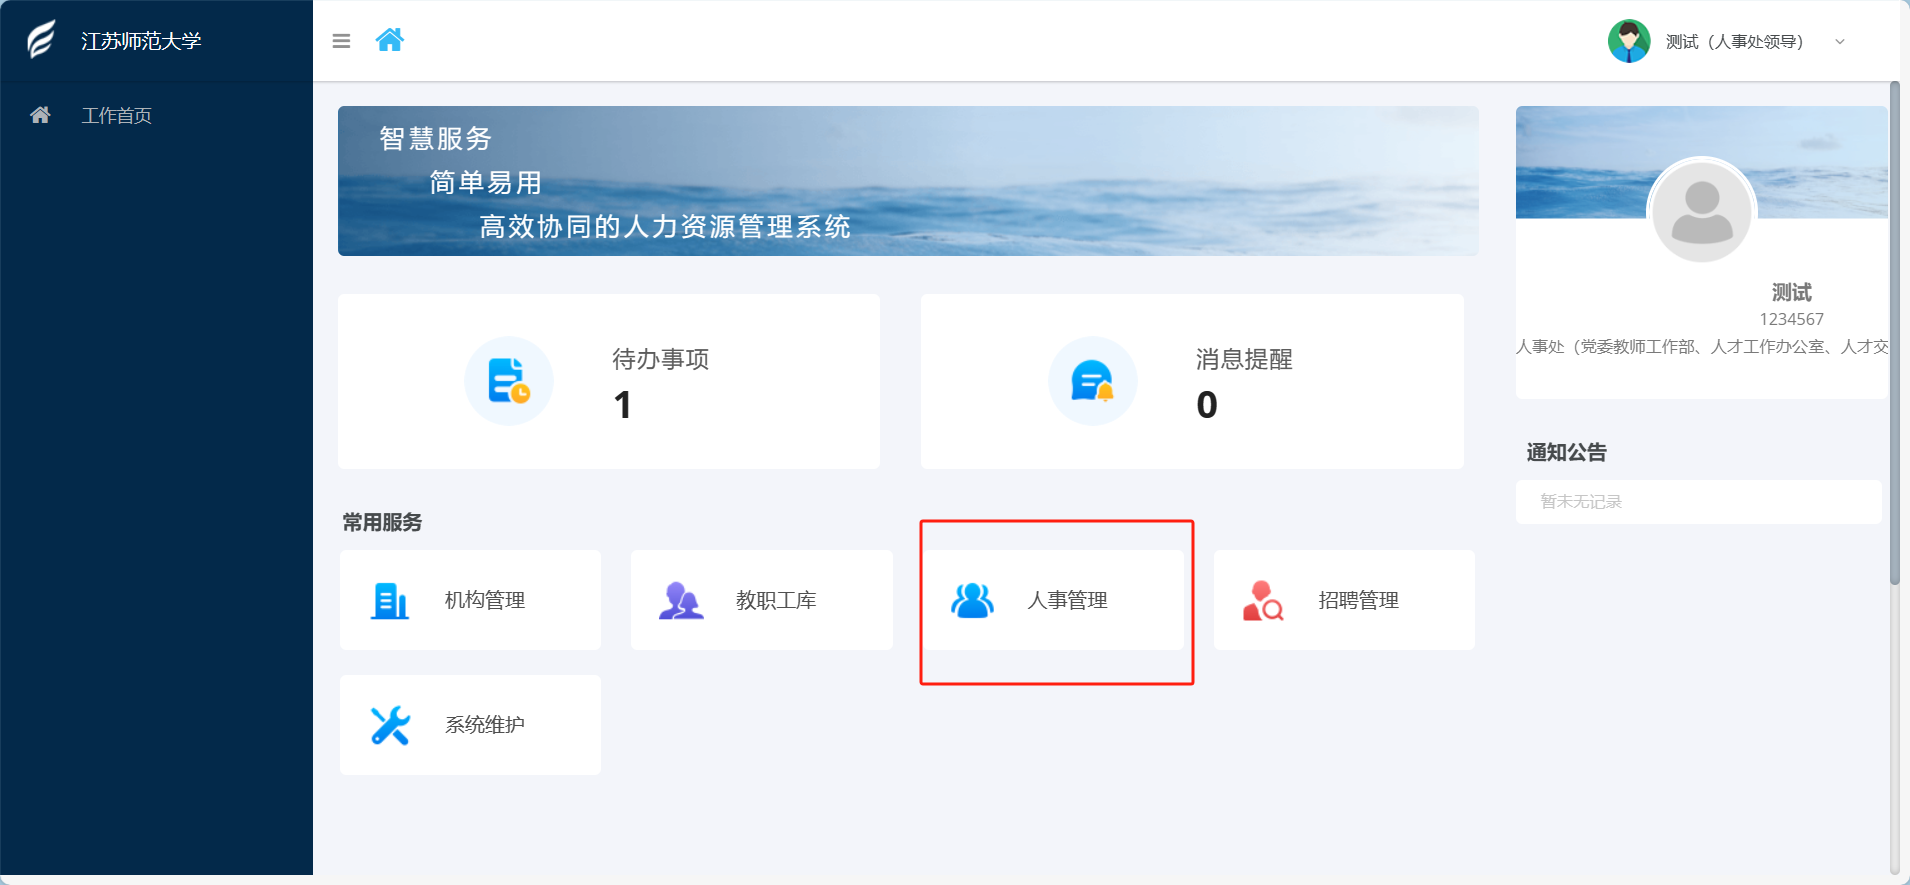 江苏师范大学
测试（人事处领导）
工作首页
智慧服务
简单易用
高效协同的人力资源管理系统
测试
1234567
人事处（党委教师工作部、人才工作办公室、人才交
待办事项
1
消息提醒
0
通知公告
暂未无记录
常用服务
机构管理
教职工库
人事管理
招聘管理
系统维护